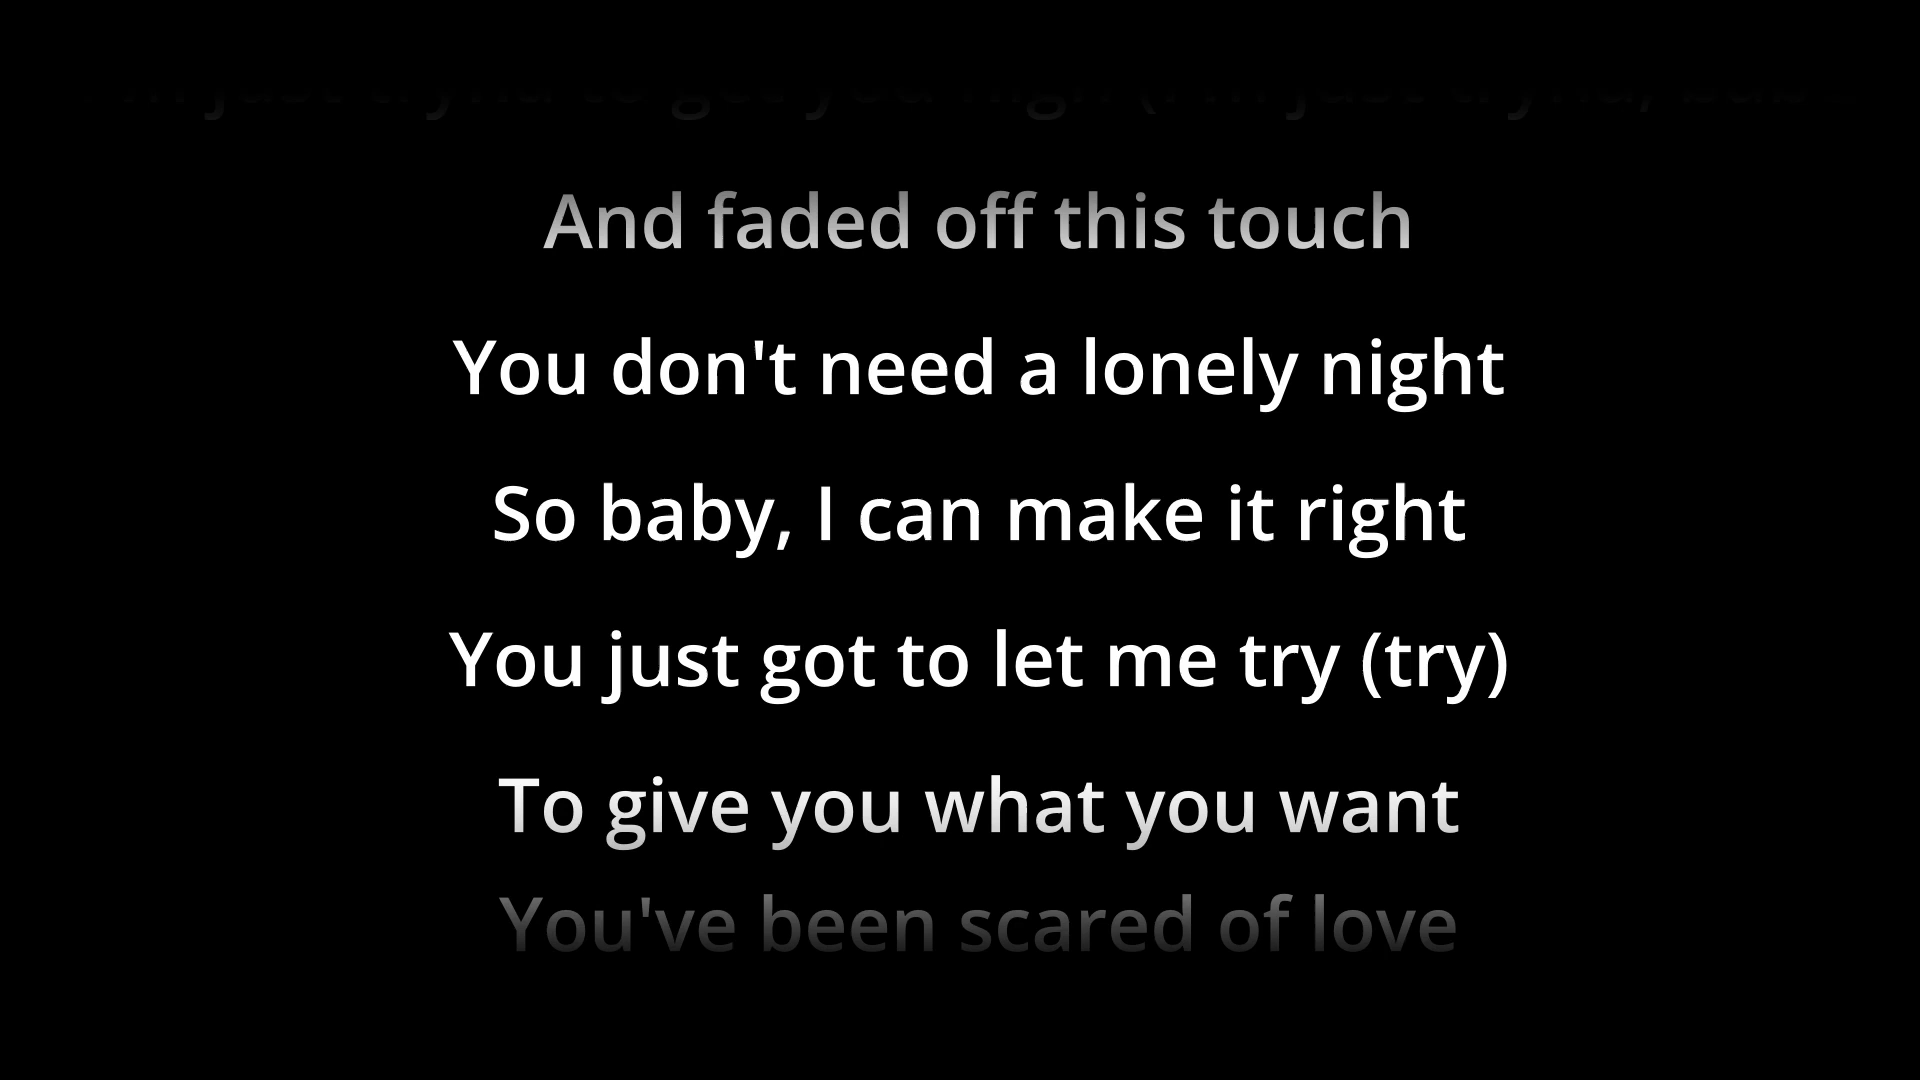 And faded off this touch
You don't need a lonely night
So baby, I can make it right
You just got to let me try (try)
To give you what you want
You've been scared of love